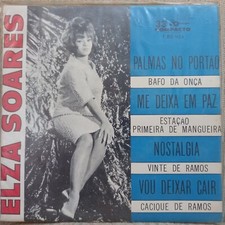 ELZA SOARES
PALMAS NO PORTÃO
BAFO DA ONÇA
ME DEIXA EM PAZ
ESTAÇÃO
PRIMEIRA DE MANGUEIRA
NOSTALGIA
VINTE DE RAMOS
VOU DEIXAR CAIR
CACIQUE DE RAMOS